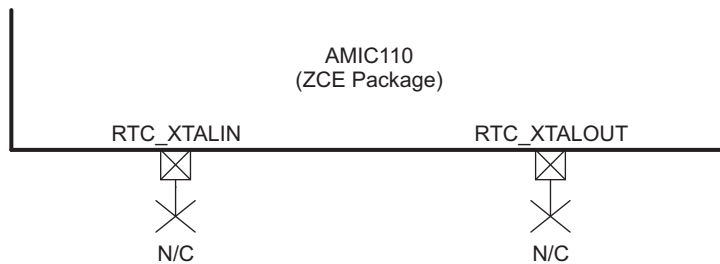 AMIC110
(ZCE Package)
RTC_XTALIN RTC_XTALOUT
N/C N/C